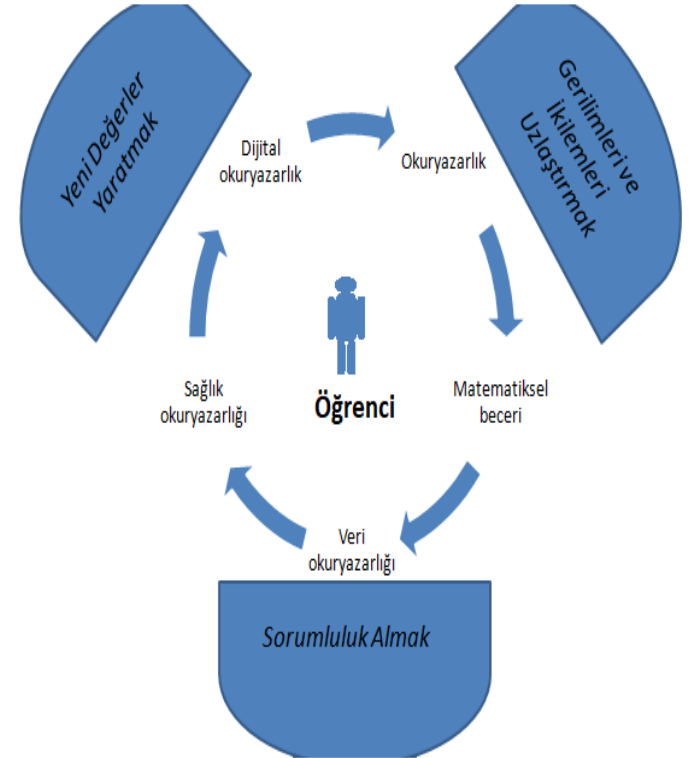 Yeni Değerler
Yaratmak
Gerilimleri ve
İkilemleri
Uzlaştırmak
Dijital
okuryazarlık
Okuryazarlık
Sağlık
okuryazarlığı
Öğrenci
Matematiksel
beceri
Veri
okuryazarlığı
Sorumluluk Almak